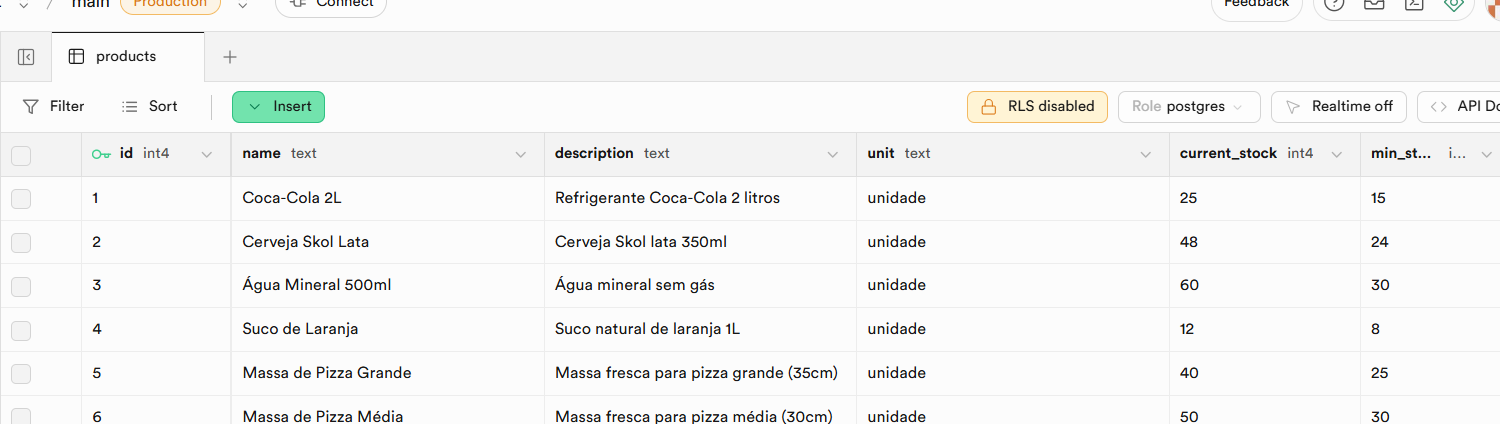 / main Production Connect Feedback
products
Filter Sort Insert RLS disabled Role postgres Realtime off API Do
id int4 name text description text unit text current_stock int4 min_st... i...
1 Coca-Cola 2L Refrigerante Coca-Cola 2 litros unidade 25 15
2 Cerveja Skol Lata Cerveja Skol lata 350ml unidade 48 24
3 Água Mineral 500ml Água mineral sem gás unidade 60 30
4 Suco de Laranja Suco natural de laranja 1L unidade 12 8
5 Massa de Pizza Grande Massa fresca para pizza grande (35cm) unidade 40 25
6 Massa de Pizza Média Massa fresca para pizza média (30cm) unidade 50 30